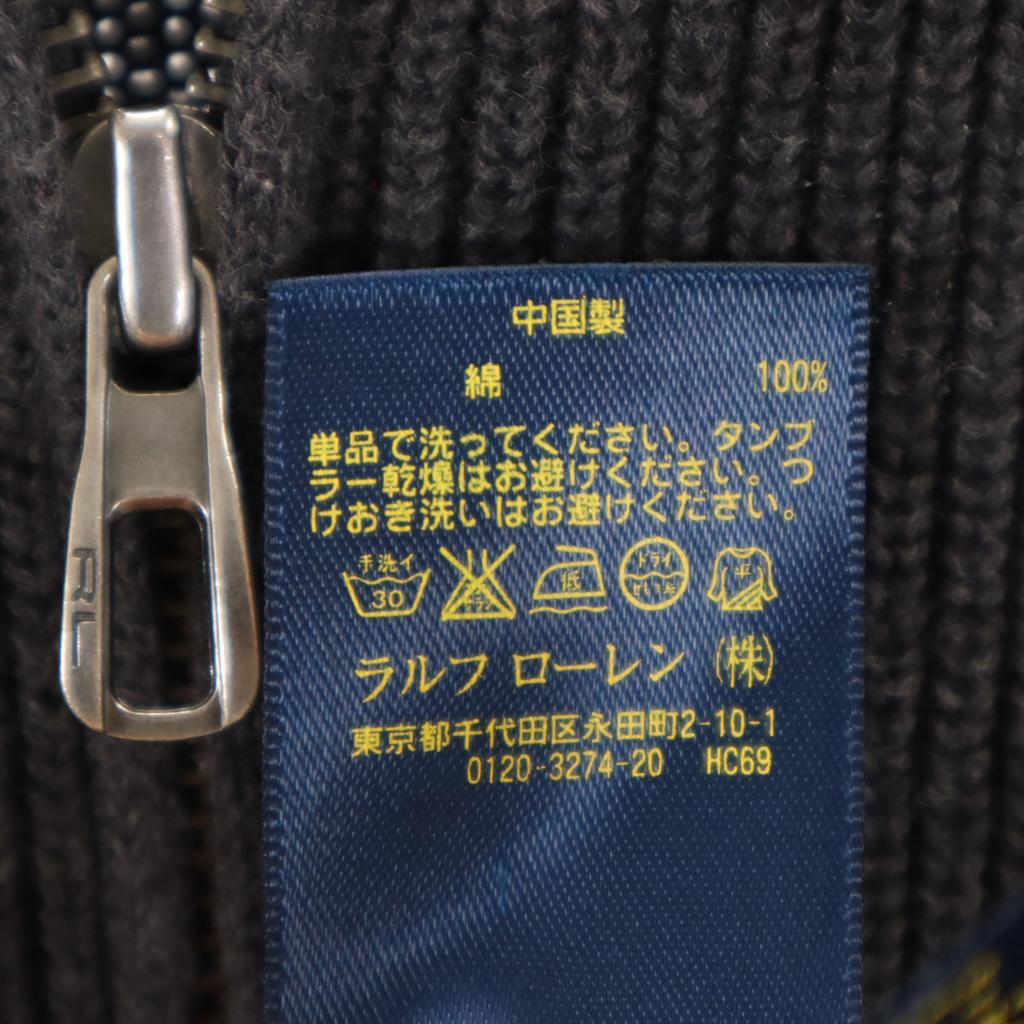 中国製
綿 100%
単品で洗ってください。タンブ
ラー乾燥はお避けください。つ
けおき洗いはお避けください。
手洗イ
30
低
ドライ
平
ラルフ ローレン (株)
東京都千代田区永田町2-10-1
0120-3274-20 HC69
RL